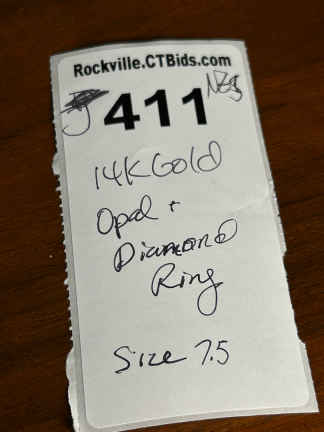 Rockville.CTBids.com
411
14K Gold
Opal +
Diamond
Ring
Size 7.5